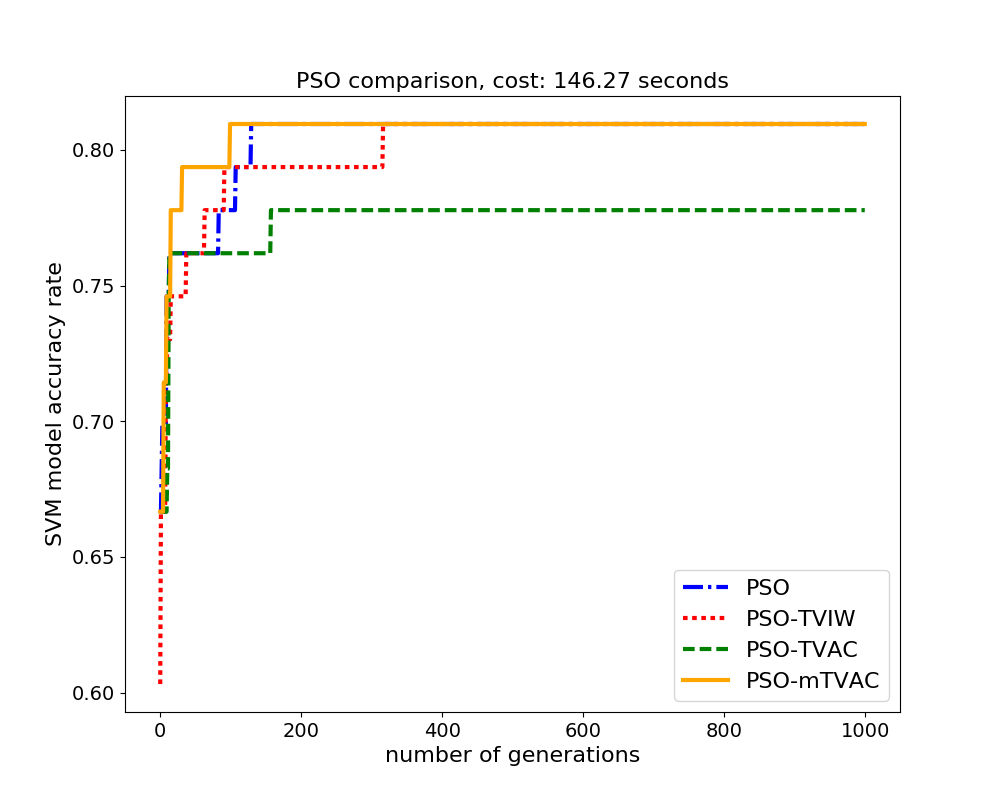 PSO comparison, cost: 146.27 seconds
SVM model accuracy rate
0.80
0.75
0.70
0.65
0.60
PSO
PSO-TVIW
PSO-TVAC
PSO-mTVAC
0 200 400 600 800 1000
number of generations